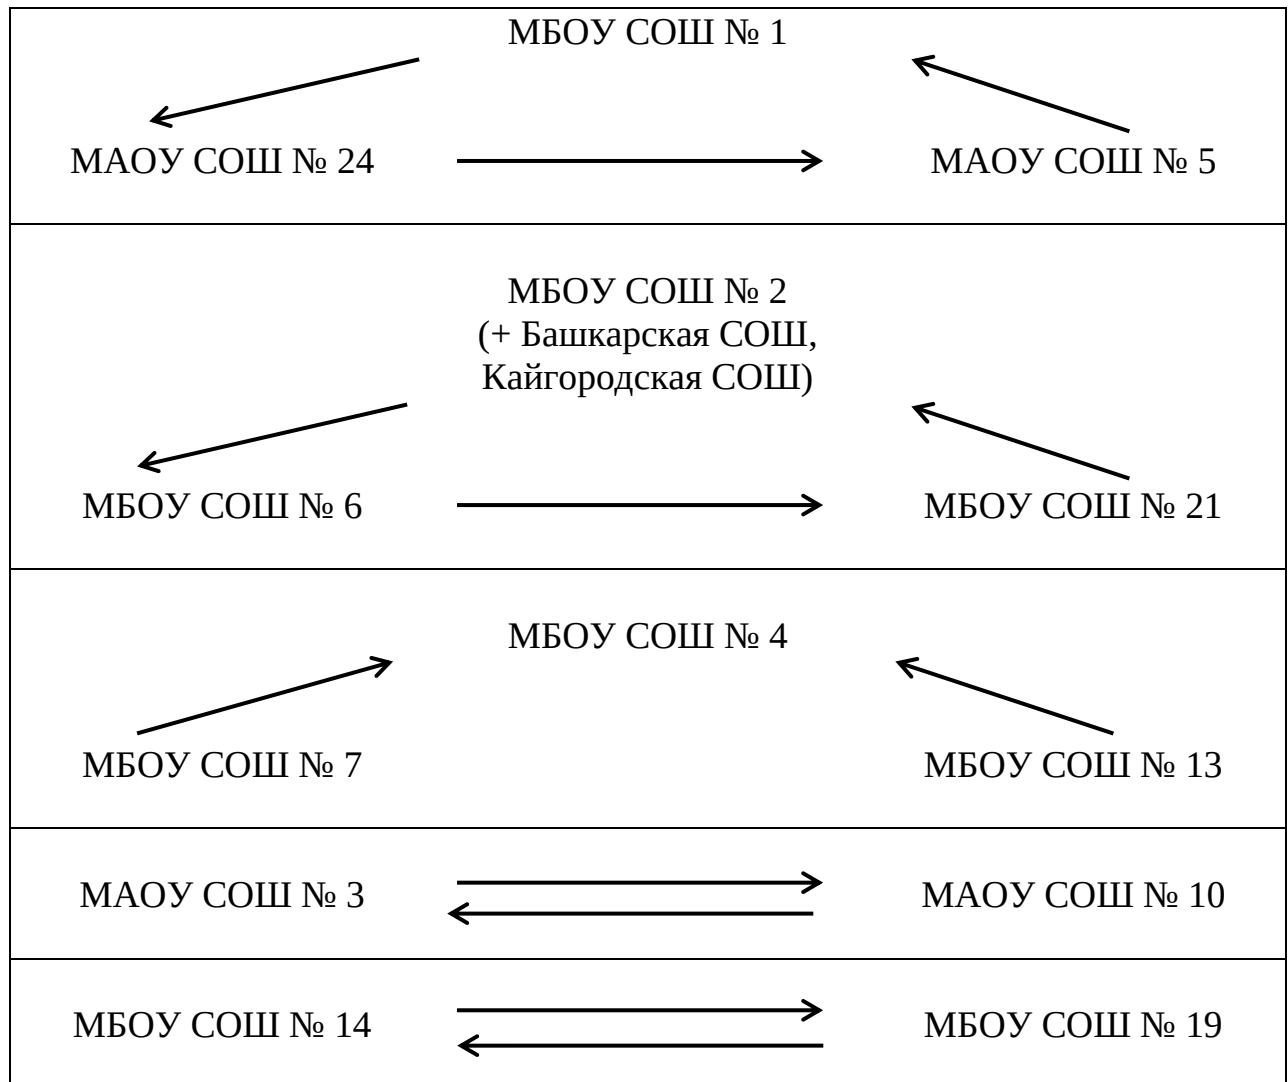 МБОУ СОШ № 1
МАОУ СОШ № 24
МАОУ СОШ № 5
МБОУ СОШ № 2
(+ Башкарская СОШ,
Кайгородская СОШ)
МБОУ СОШ № 6
МБОУ СОШ № 21
МБОУ СОШ № 4
МБОУ СОШ № 7
МБОУ СОШ № 13
МАОУ СОШ № 3
МАОУ СОШ № 10
МБОУ СОШ № 14
МБОУ СОШ № 19